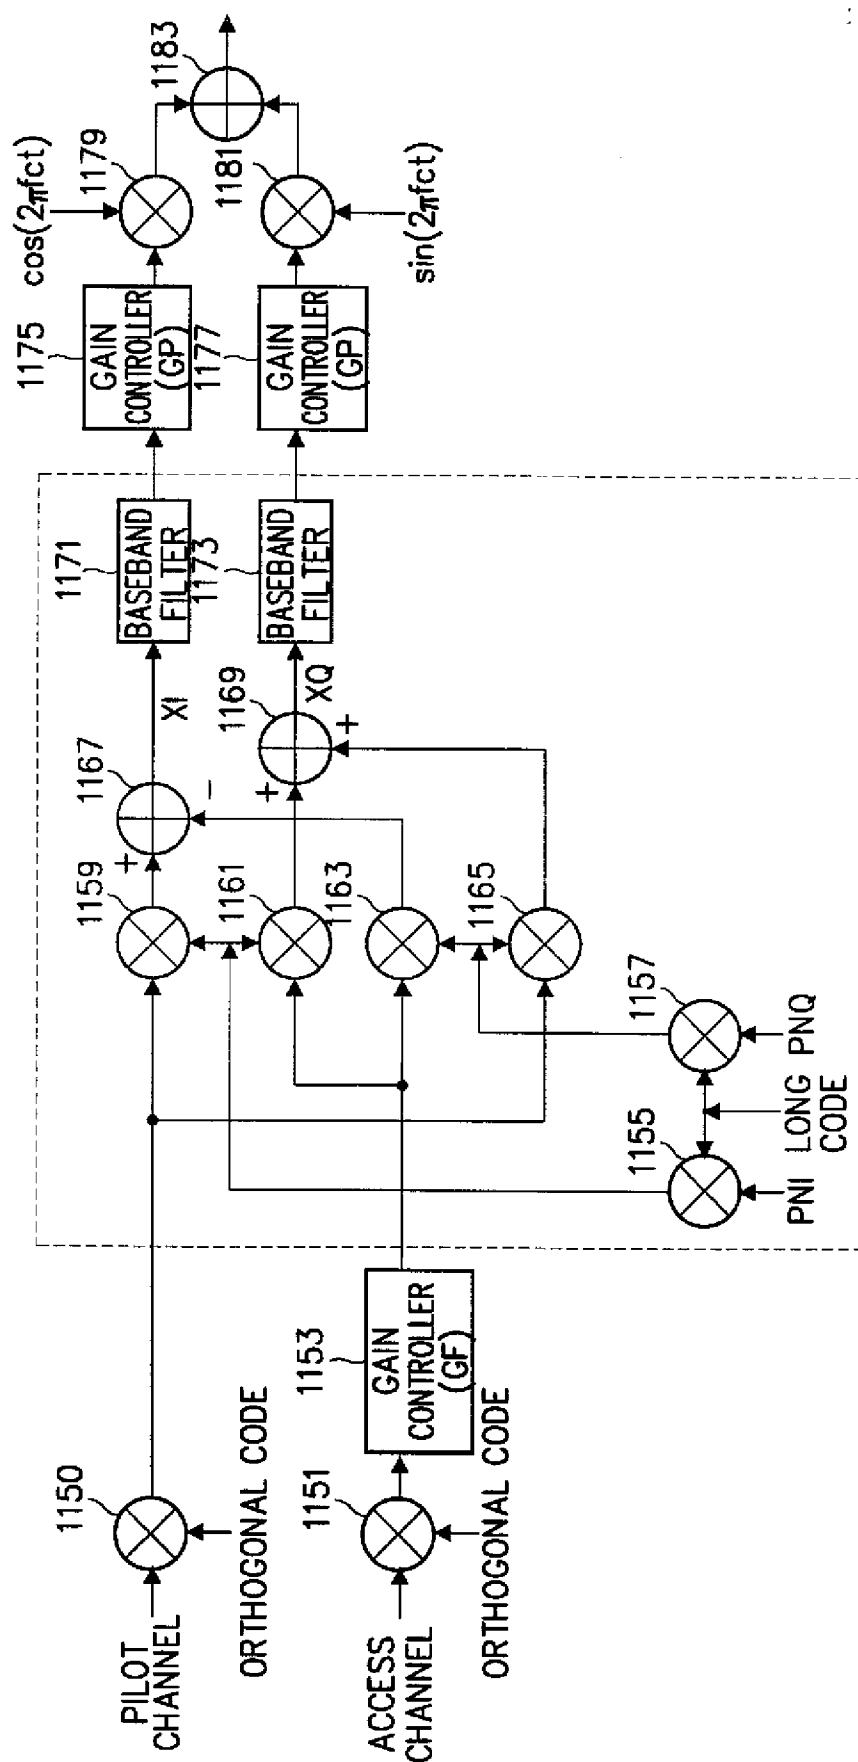 PILOT
CHANNEL
1150
ORTHOGONAL CODE
ACCESS
CHANNEL
1151
ORTHOGONAL CODE
1153
GAIN
CONTROLLER
(GF)
1155
PNI
LONG
CODE
1157
PNQ
1159
1161
1163
1165
+
1167
-
XI
+
1169
+
XQ
1171
BASEBAND
FILTER
1173
BASEBAND
FILTER
1175
GAIN
CONTROLLER
(GP)
1177
GAIN
CONTROLLER
(GP)
cos(2πfct)
1179
1181
sin(2πfct)
1183